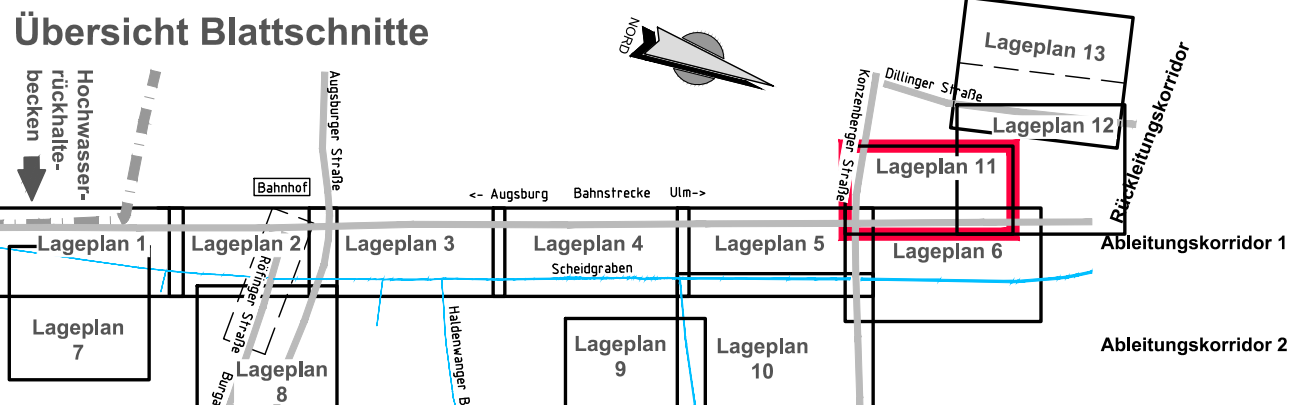 Übersicht Blattschnitte
Hochwasser-
rückhalte-
becken
Augsburger Straße
NORD
Konzenberger Straße
Dillinger Straße
Lageplan 13
Lageplan 12
Lageplan 11
Rückleitungskorridor
Bahnhof
<- Augsburg Bahnstrecke Ulm->
Lageplan 1
Lageplan 2
Lageplan 3
Lageplan 4
Lageplan 5
Lageplan 6
Ableitungskorridor 1
Scheidgraben
Röfinger Straße
Lageplan
7
Lageplan
8
Burga
Haldenwanger B
Lageplan
9
Lageplan
10
Ableitungskorridor 2